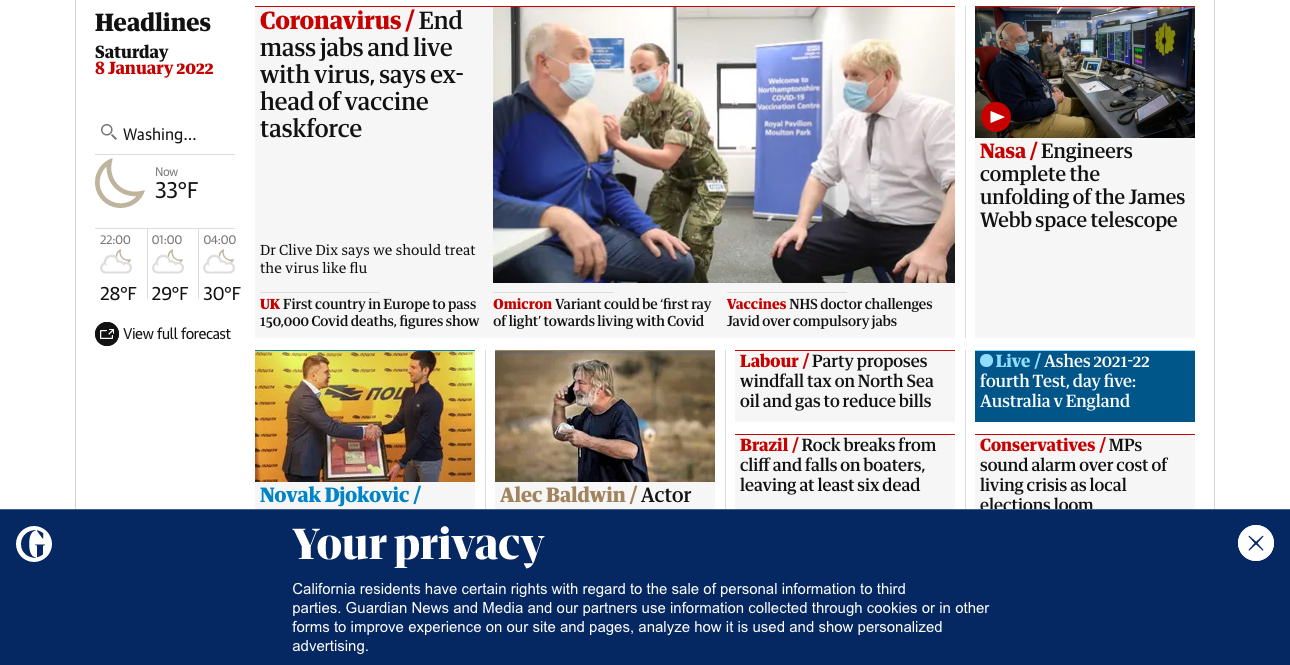 Headlines
Saturday
8 January 2022
Washing...
Now
33°F
22:00
01:00
04:00
28°F
29°F
30°F
View full forecast
Coronavirus / End
mass jabs and live
with virus, says ex-
head of vaccine
taskforce
Dr Clive Dix says we should treat
the virus like flu
UK First country in Europe to pass
150,000 Covid deaths, figures show
Welcome to
Northamptonshire
COVID-19
Vaccination Centre
Royal Pavilion
Moulton Park
Omicron Variant could be ‘first ray
of light’ towards living with Covid
Vaccines NHS doctor challenges
Javid over compulsory jabs
Nasa / Engineers
complete the
unfolding of the James
Webb space telescope
Novak Djokovic /
Alec Baldwin / Actor
Labour / Party proposes
windfall tax on North Sea
oil and gas to reduce bills
Brazil / Rock breaks from
cliff and falls on boaters,
leaving at least six dead
Live / Ashes 2021-22
fourth Test, day five:
Australia v England
Conservatives / MPs
sound alarm over cost of
living crisis as local
elections loom
Your privacy
California residents have certain rights with regard to the sale of personal information to third
parties. Guardian News and Media and our partners use information collected through cookies or in other
forms to improve experience on our site and pages, analyze how it is used and show personalized
advertising.